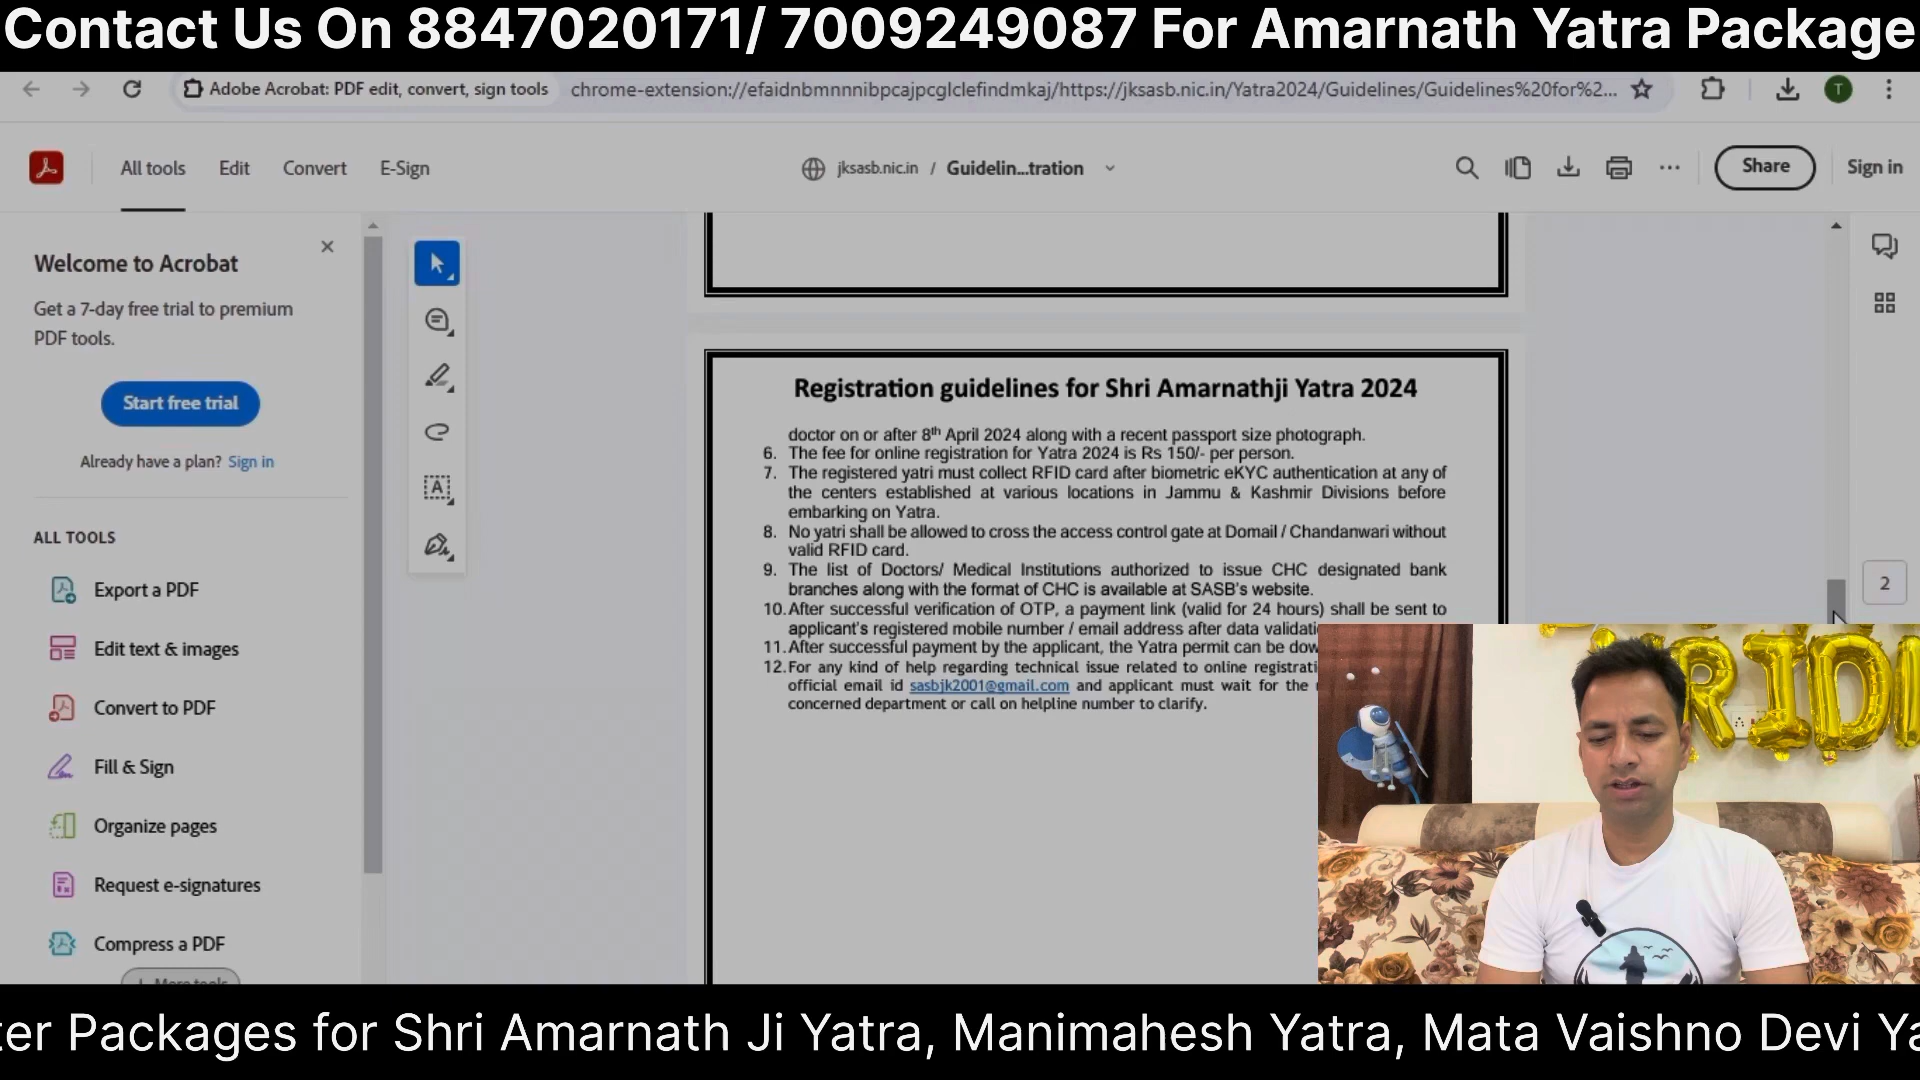 Contact Us On 8847020171/ 7009249087 For Amarnath Yatra Package
Adobe Acrobat: PDF edit, convert, sign tools
chrome-extension://efaidnbmnnnibpcajpcglclefindmkaj/https://jksasb.nic.in/Yatra2024/Guidelines/Guidelines%20for%2...
T
All tools
Edit
Convert
E-Sign
jksasb.nic.in / Guidelin...tration
Share
Sign in
Welcome to Acrobat
Get a 7-day free trial to premium
PDF tools.
Start free trial
Already have a plan? Sign in
ALL TOOLS
Export a PDF
Edit text & images
Convert to PDF
Fill & Sign
Organize pages
Request e-signatures
Compress a PDF
More tools
A
Registration guidelines for Shri Amarnathji Yatra 2024
doctor on or after 8th April 2024 along with a recent passport size photograph.
6. The fee for online registration for Yatra 2024 is Rs 150/- per person.
7. The registered yatri must collect RFID card after biometric eKYC authentication at any of
the centers established at various locations in Jammu & Kashmir Divisions before
embarking on Yatra.
8. No yatri shall be allowed to cross the access control gate at Domail / Chandanwari without
valid RFID card.
9. The list of Doctors/ Medical Institutions authorized to issue CHC designated bank
branches along with the format of CHC is available at SASB's website.
10. After successful verification of OTP, a payment link (valid for 24 hours) shall be sent to
applicant's registered mobile number / email address after data
11. After successful payment by the applicant, the Yatra permit can be
12. For any kind of help regarding technical issue related to online
official email id sasbjk2001@gmail.com and applicant must wait for the
concerned department or call on helpline number to clarify.
2
RID
ter Packages for Shri Amarnath Ji Yatra, Manimahesh Yatra, Mata Vaishno Devi Ya